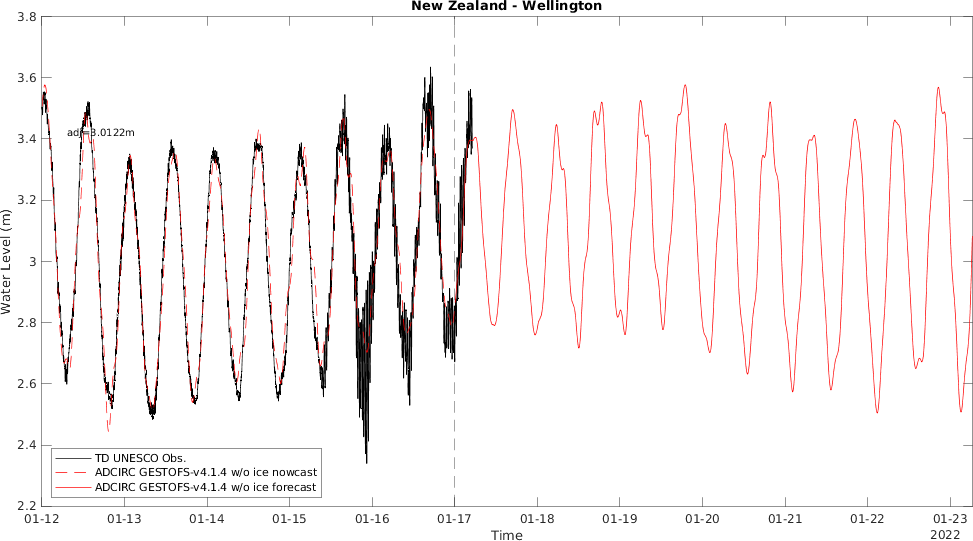 New Zealand - Wellington
3.8
3.6
3.4
3.2
3
2.8
2.6
2.4
2.2
Water Level (m)
adj=3.0122m
TD UNESCO Obs.
ADCIRC GESTOFS-v4.1.4 w/o ice nowcast
ADCIRC GESTOFS-v4.1.4 w/o ice forecast
01-12 01-13 01-14 01-15 01-16 01-17 01-18 01-19 01-20 01-21 01-22 01-23
Time
2022